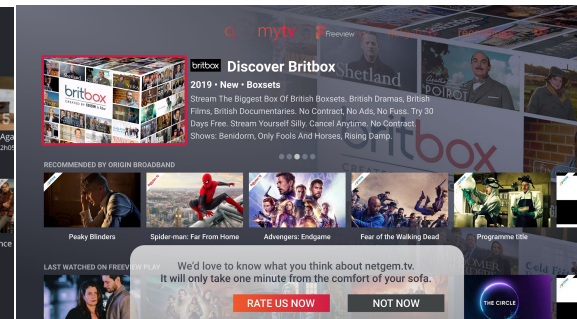 mytv
Freeview
britbox Discover Britbox
2019 • New • Boxsets
Stream The Biggest Box Of British Boxsets. British Dramas, British
Films, British Documentaries. No Contract, No Ads, No Fuss. Try 30
Days Free. Stream Yourself Silly. Cancel Anytime, No Contract.
Shows: Benidorm, Only Fools And Horses, Rising Damp.
britbox
Shetland
POIROT
britbox
RECOMMENDED BY ORIGIN BROADBAND
Peaky Blinders
Spider-man: Far From Home
Advengers: Endgame
Fear of the Walking Dead
Programme title
LAST WATCHED ON FREEVIEW PLAY
We'd love to know what you think about netgem.tv.
It will only take one minute from the comfort of your sofa.
RATE US NOW
NOT NOW
THE CIRCLE